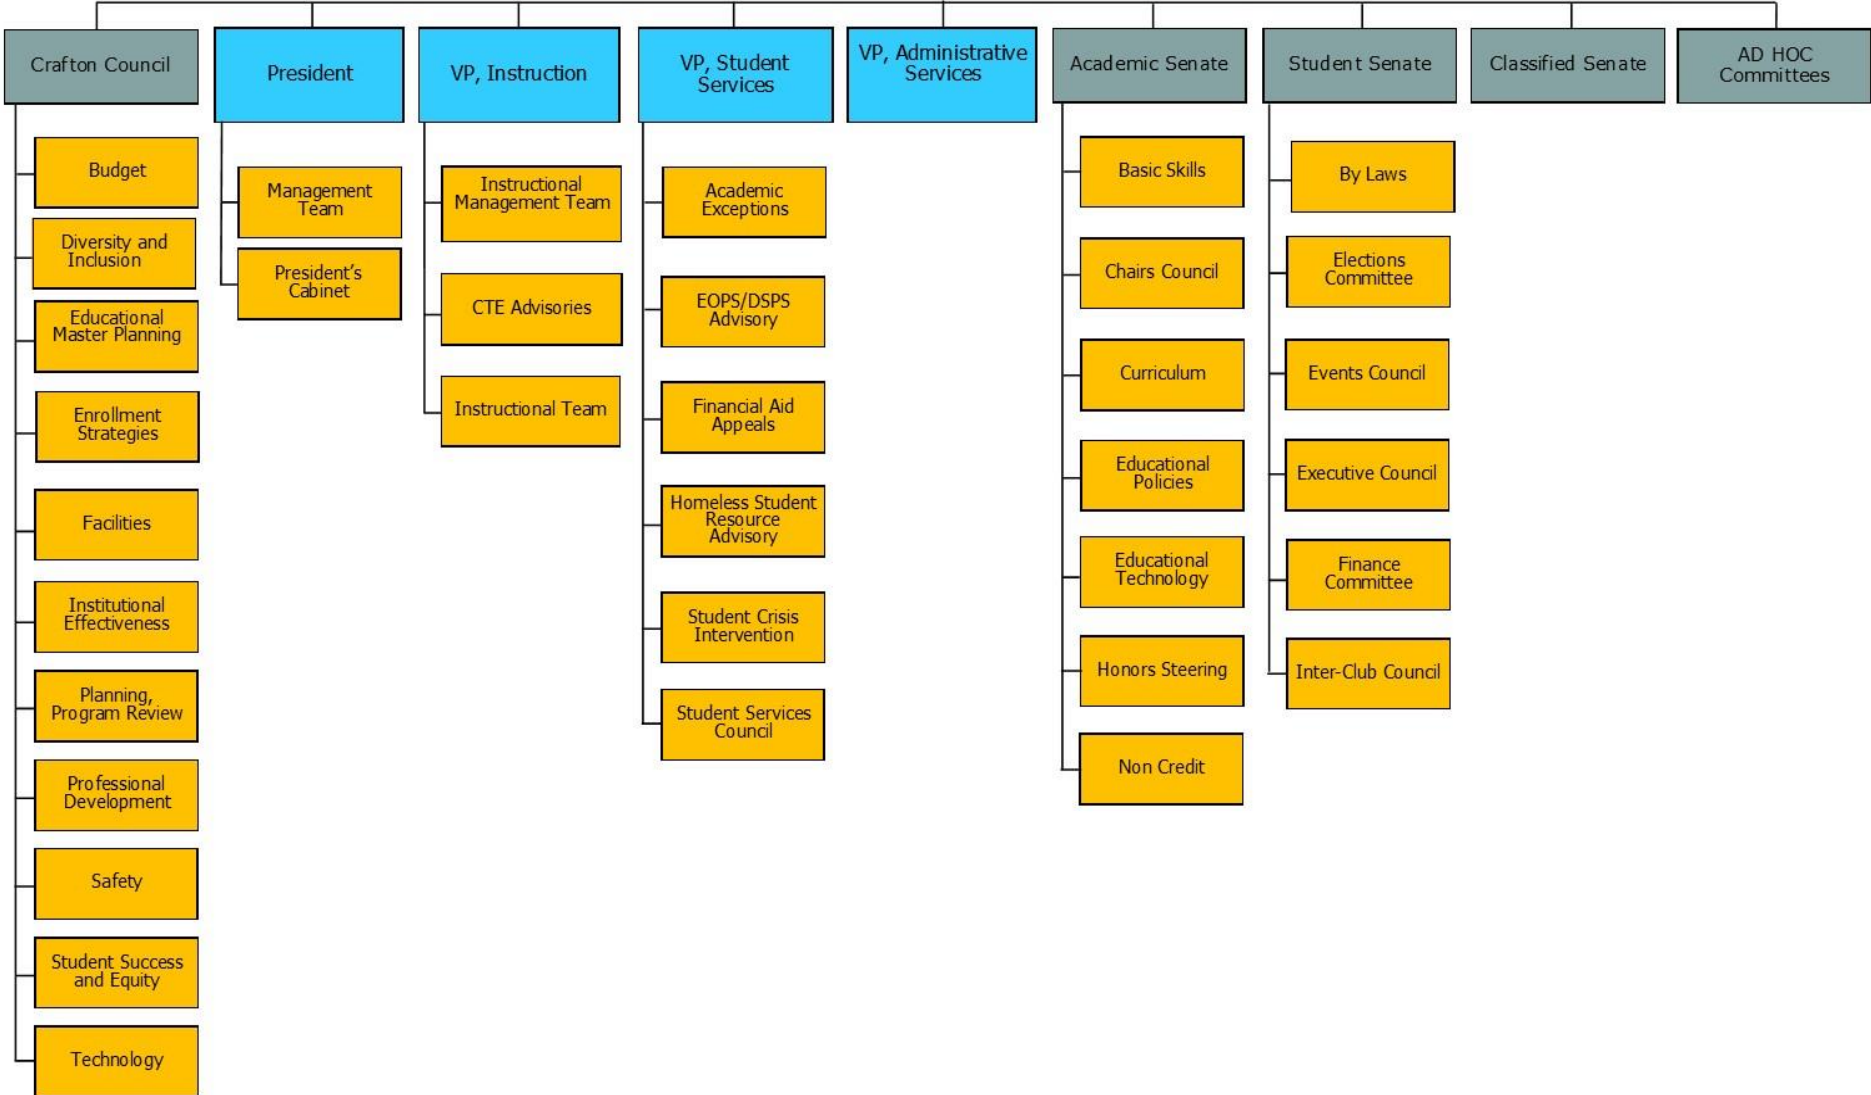 Crafton Council
President
VP, Instruction
VP, Student
Services
VP, Administrative
Services
Academic Senate
Student Senate
Classified Senate
AD HOC
Committees
Budget
Diversity and
Inclusion
Educational
Master Planning
Enrollment
Strategies
Facilities
Institutional
Effectiveness
Planning,
Program Review
Professional
Development
Safety
Student Success
and Equity
Technology
Management
Team
President’s
Cabinet
Instructional
Management Team
CTE Advisories
Instructional Team
Academic
Exceptions
EOPS/DSPS
Advisory
Financial Aid
Appeals
Homeless Student
Resource
Advisory
Student Crisis
Intervention
Student Services
Council
Basic Skills
Chairs Council
Curriculum
Educational
Policies
Educational
Technology
Honors Steering
Non Credit
By Laws
Elections
Committee
Events Council
Executive Council
Finance
Committee
Inter-Club Council